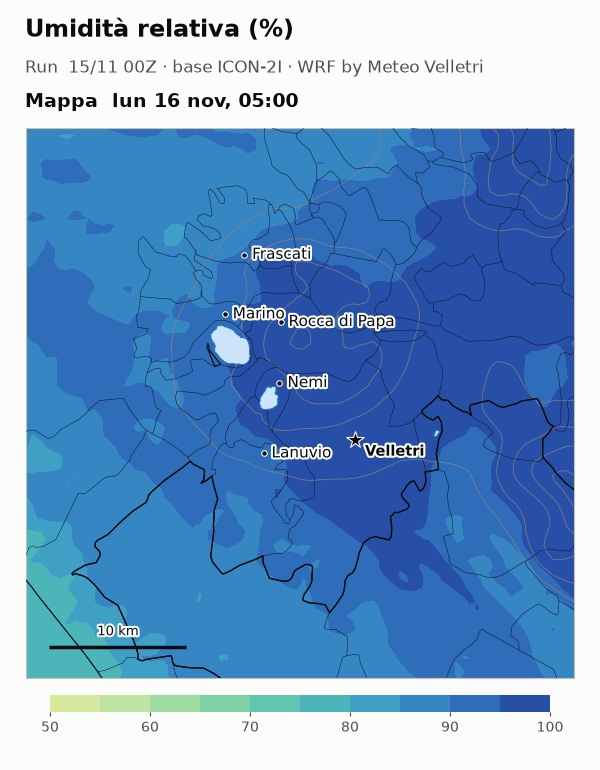 Umidità relativa (%)
Run  15/11 00Z · base ICON-2I · WRF by Meteo Velletri
Mappa  lun 16 nov, 05:00
Frascati
Marino
Rocca di Papa
Nemi
Velletri
Lanuvio
10 km
50 60 70 80 90 100